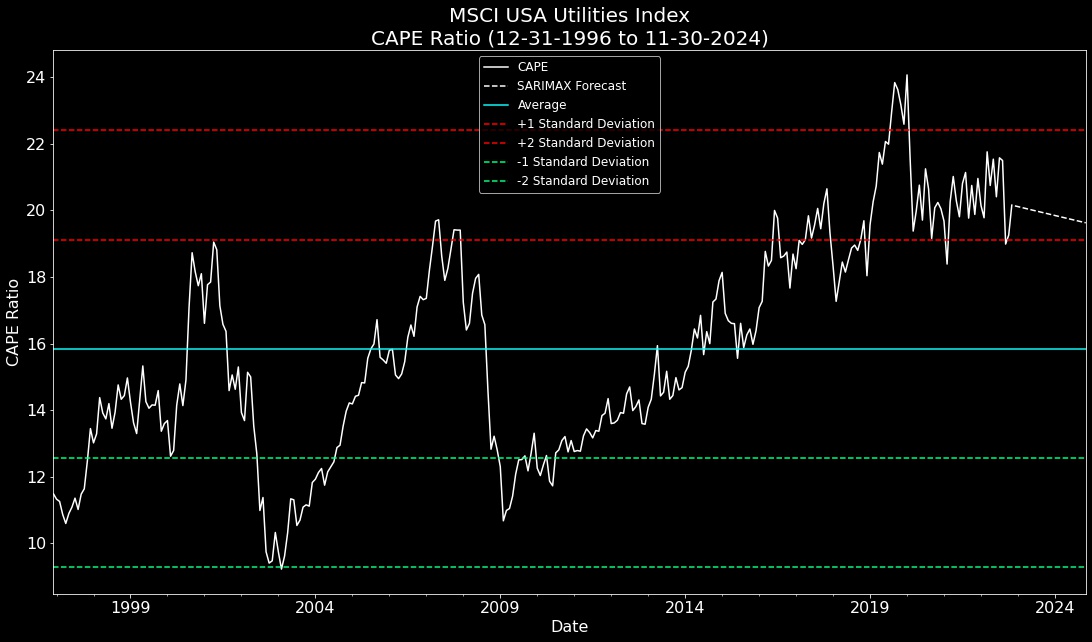 MSCI USA Utilities Index
CAPE Ratio (12-31-1996 to 11-30-2024)
CAPE
SARIMAX Forecast
Average
+1 Standard Deviation
+2 Standard Deviation
-1 Standard Deviation
-2 Standard Deviation
24
22
20
18
16
14
12
10
CAPE Ratio
1999 2004 2009 2014 2019 2024
Date